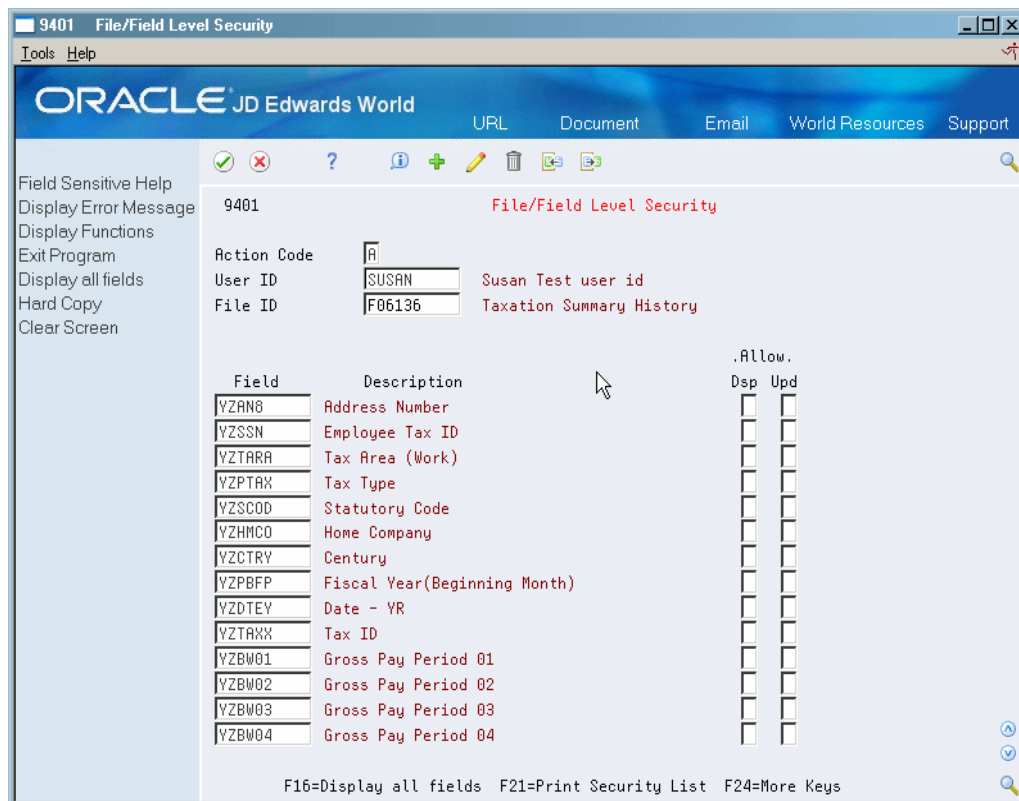 9401 File/Field Level Security
Tools Help
ORACLE JD Edwards World
URL Document Email World Resources Support
Field Sensitive Help
Display Error Message
Display Functions
Exit Program
Display all fields
Hard Copy
Clear Screen
9401 File/Field Level Security
Action Code A
User ID SUSAN Susan Test user id
File ID F06136 Taxation Summary History
.Allow.
Field Description Dsp Upd
YZAN8 Address Number
YZSSN Employee Tax ID
YZTARA Tax Area (Work)
YZPTAX Tax Type
YZSCOD Statutory Code
YZHMCO Home Company
YZCTRY Century
YZPBFP Fiscal Year(Beginning Month)
YZDTEY Date - YR
YZTAXX Tax ID
YZBW01 Gross Pay Period 01
YZBW02 Gross Pay Period 02
YZBW03 Gross Pay Period 03
YZBW04 Gross Pay Period 04
F16=Display all fields F21=Print Security List F24=More Keys